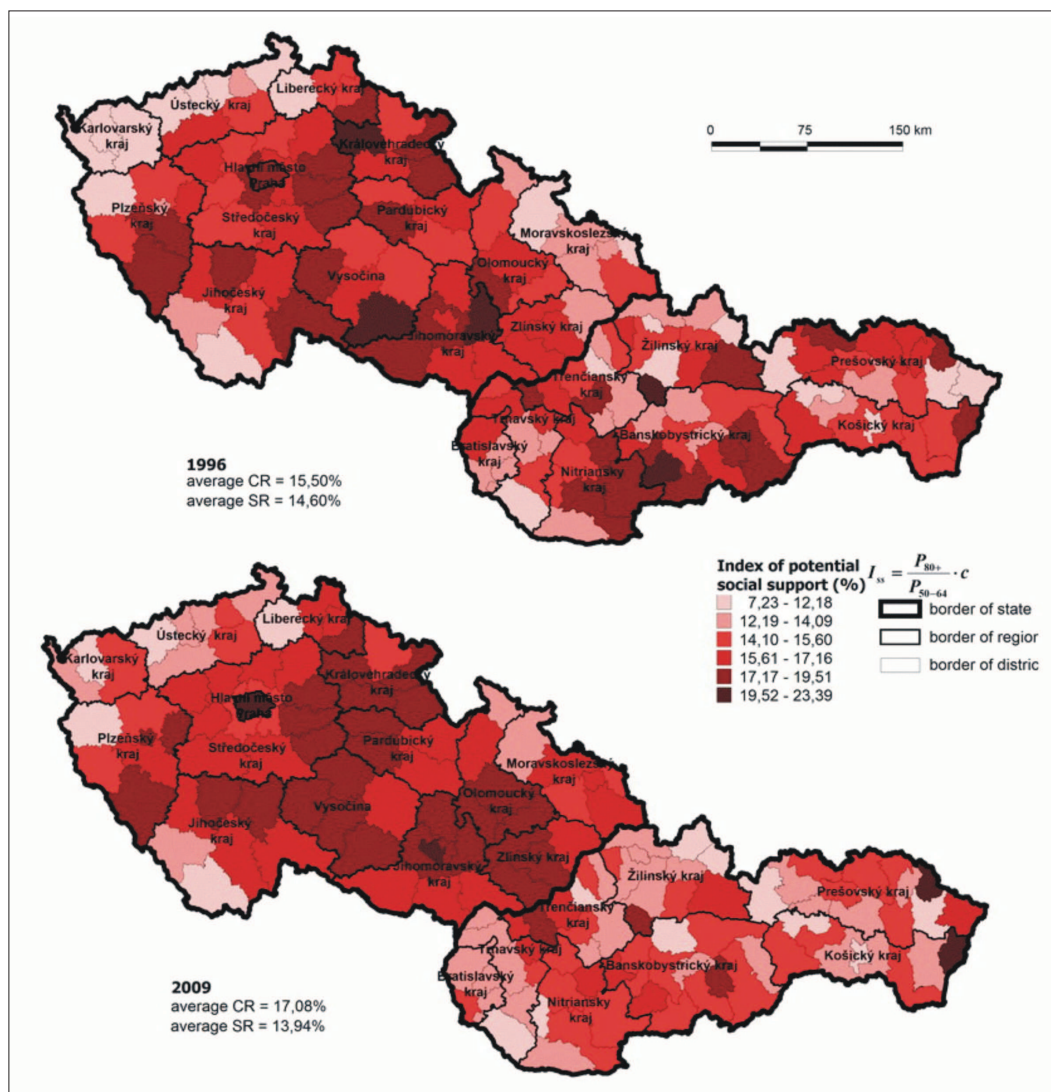 Liberecký kraj
Ústecký kraj
Karlovarský
kraj
Královehradecký
kraj
Hlavní město
Praha
Plzeňský
kraj
Středočeský
kraj
Pardubický
kraj
Moravskoslezský
kraj
Olomoucký
kraj
Vysočina
Jihočeský
kraj
Jihomoravský
kraj
Zlínský kraj
Žilinský kraj
Prešovský kraj
Trenčiansky
kraj
Trnavský kraj
Košický kraj
Banskobystrický kraj
Bratislavský
kraj
Nitriansky
kraj
0 75 150 km
1996
average CR = 15,50%
average SR = 14,60%
Index of potential
social support (%)
I ss = P 80+ / P 50−64 · c
7,23 - 12,18
12,19 - 14,09
14,10 - 15,60
15,61 - 17,16
17,17 - 19,51
19,52 - 23,39
border of state
border of region
border of distric
Liberecký kraj
Ústecký kraj
Karlovarský
kraj
Královehradecký
kraj
Hlavní město
Praha
Plzeňský
kraj
Středočeský
kraj
Pardubický
kraj
Moravskoslezský
kraj
Olomoucký
kraj
Vysočina
Jihočeský
kraj
Jihomoravský
kraj
Zlínský kraj
Žilinský kraj
Prešovský kraj
Trenčiansky
kraj
Trnavský kraj
Košický kraj
Banskobystrický kraj
Bratislavský
kraj
Nitriansky
kraj
2009
average CR = 17,08%
average SR = 13,94%